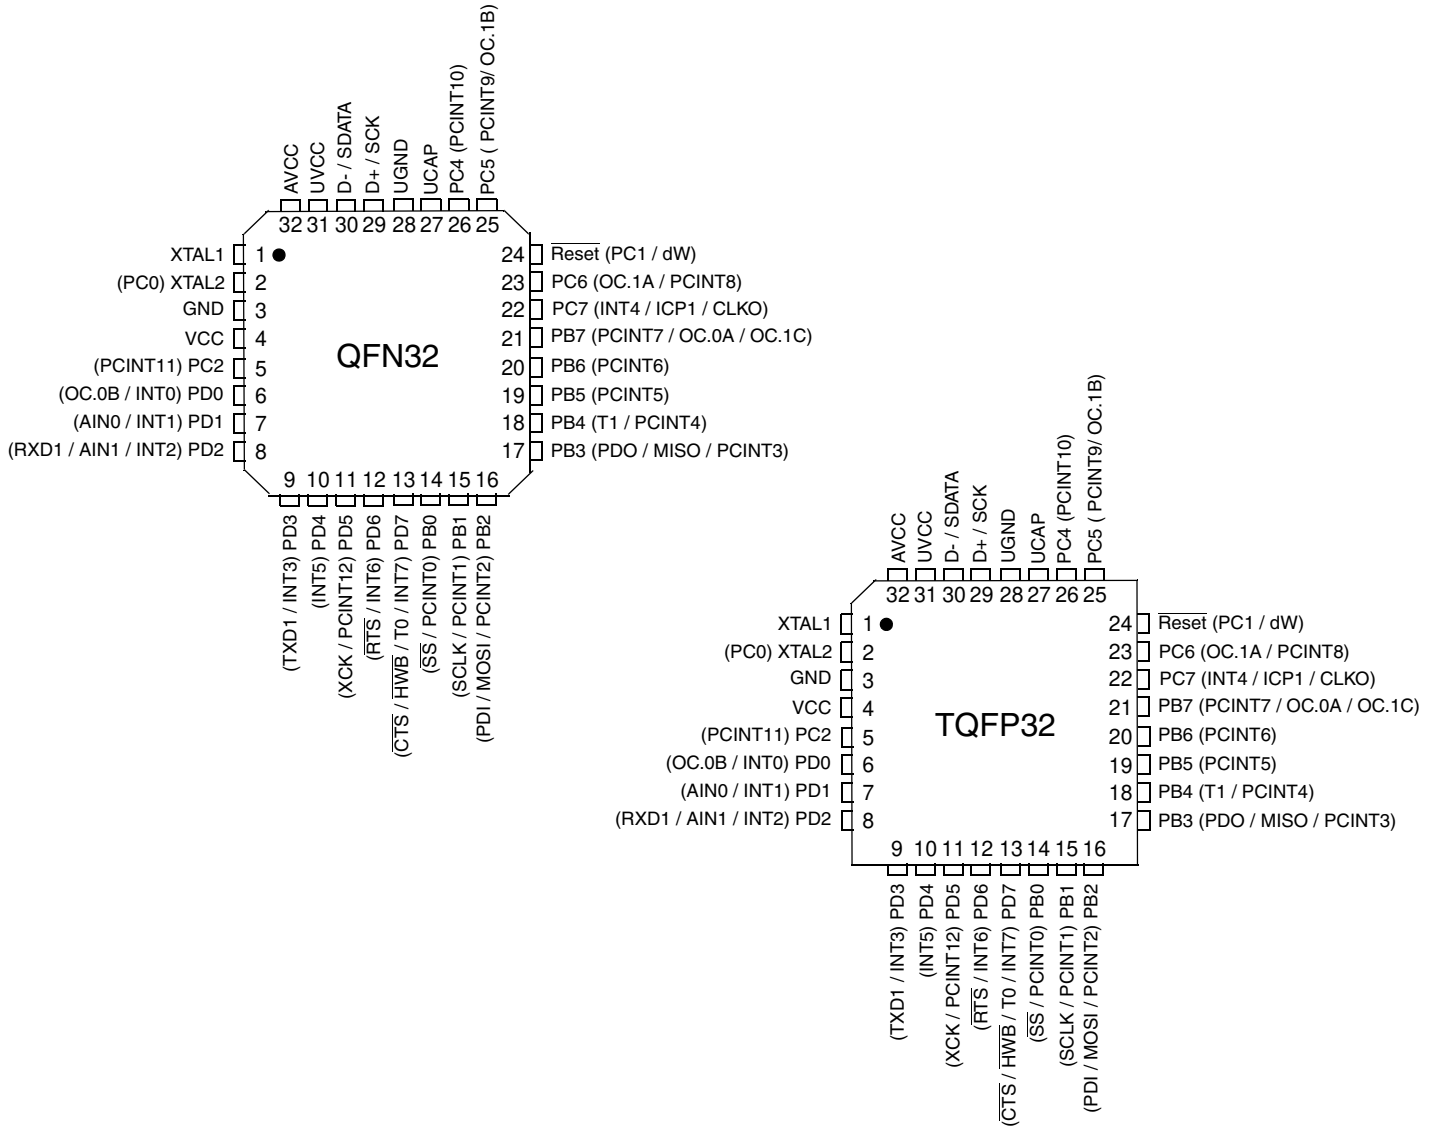 AVCC
UVCC
D- / SDATA
D+ / SCK
UGND
UCAP
PC4 (PCINT10)
PC5 ( PCINT9/ OC.1B)
32 31 30 29 28 27 26 25
XTAL1 1
(PC0) XTAL2 2
GND 3
VCC 4
(PCINT11) PC2 5
(OC.0B / INT0) PD0 6
(AIN0 / INT1) PD1 7
(RXD1 / AIN1 / INT2) PD2 8
QFN32
24 Reset (PC1 / dW)
23 PC6 (OC.1A / PCINT8)
22 PC7 (INT4 / ICP1 / CLKO)
21 PB7 (PCINT7 / OC.0A / OC.1C)
20 PB6 (PCINT6)
19 PB5 (PCINT5)
18 PB4 (T1 / PCINT4)
17 PB3 (PDO / MISO / PCINT3)
9 10 11 12 13 14 15 16
(TXD1 / INT3) PD3
(INT5) PD4
(XCK / PCINT12) PD5
(RTS / INT6) PD6
(CTS / HWB / T0 / INT7) PD7
(SS / PCINT0) PB0
(SCLK / PCINT1) PB1
(PDI / MOSI / PCINT2) PB2
AVCC
UVCC
D- / SDATA
D+ / SCK
UGND
UCAP
PC4 (PCINT10)
PC5 ( PCINT9/ OC.1B)
32 31 30 29 28 27 26 25
XTAL1 1
(PC0) XTAL2 2
GND 3
VCC 4
(PCINT11) PC2 5
(OC.0B / INT0) PD0 6
(AIN0 / INT1) PD1 7
(RXD1 / AIN1 / INT2) PD2 8
TQFP32
24 Reset (PC1 / dW)
23 PC6 (OC.1A / PCINT8)
22 PC7 (INT4 / ICP1 / CLKO)
21 PB7 (PCINT7 / OC.0A / OC.1C)
20 PB6 (PCINT6)
19 PB5 (PCINT5)
18 PB4 (T1 / PCINT4)
17 PB3 (PDO / MISO / PCINT3)
9 10 11 12 13 14 15 16
(TXD1 / INT3) PD3
(INT5) PD4
(XCK / PCINT12) PD5
(RTS / INT6) PD6
(CTS / HWB / T0 / INT7) PD7
(SS / PCINT0) PB0
(SCLK / PCINT1) PB1
(PDI / MOSI / PCINT2) PB2